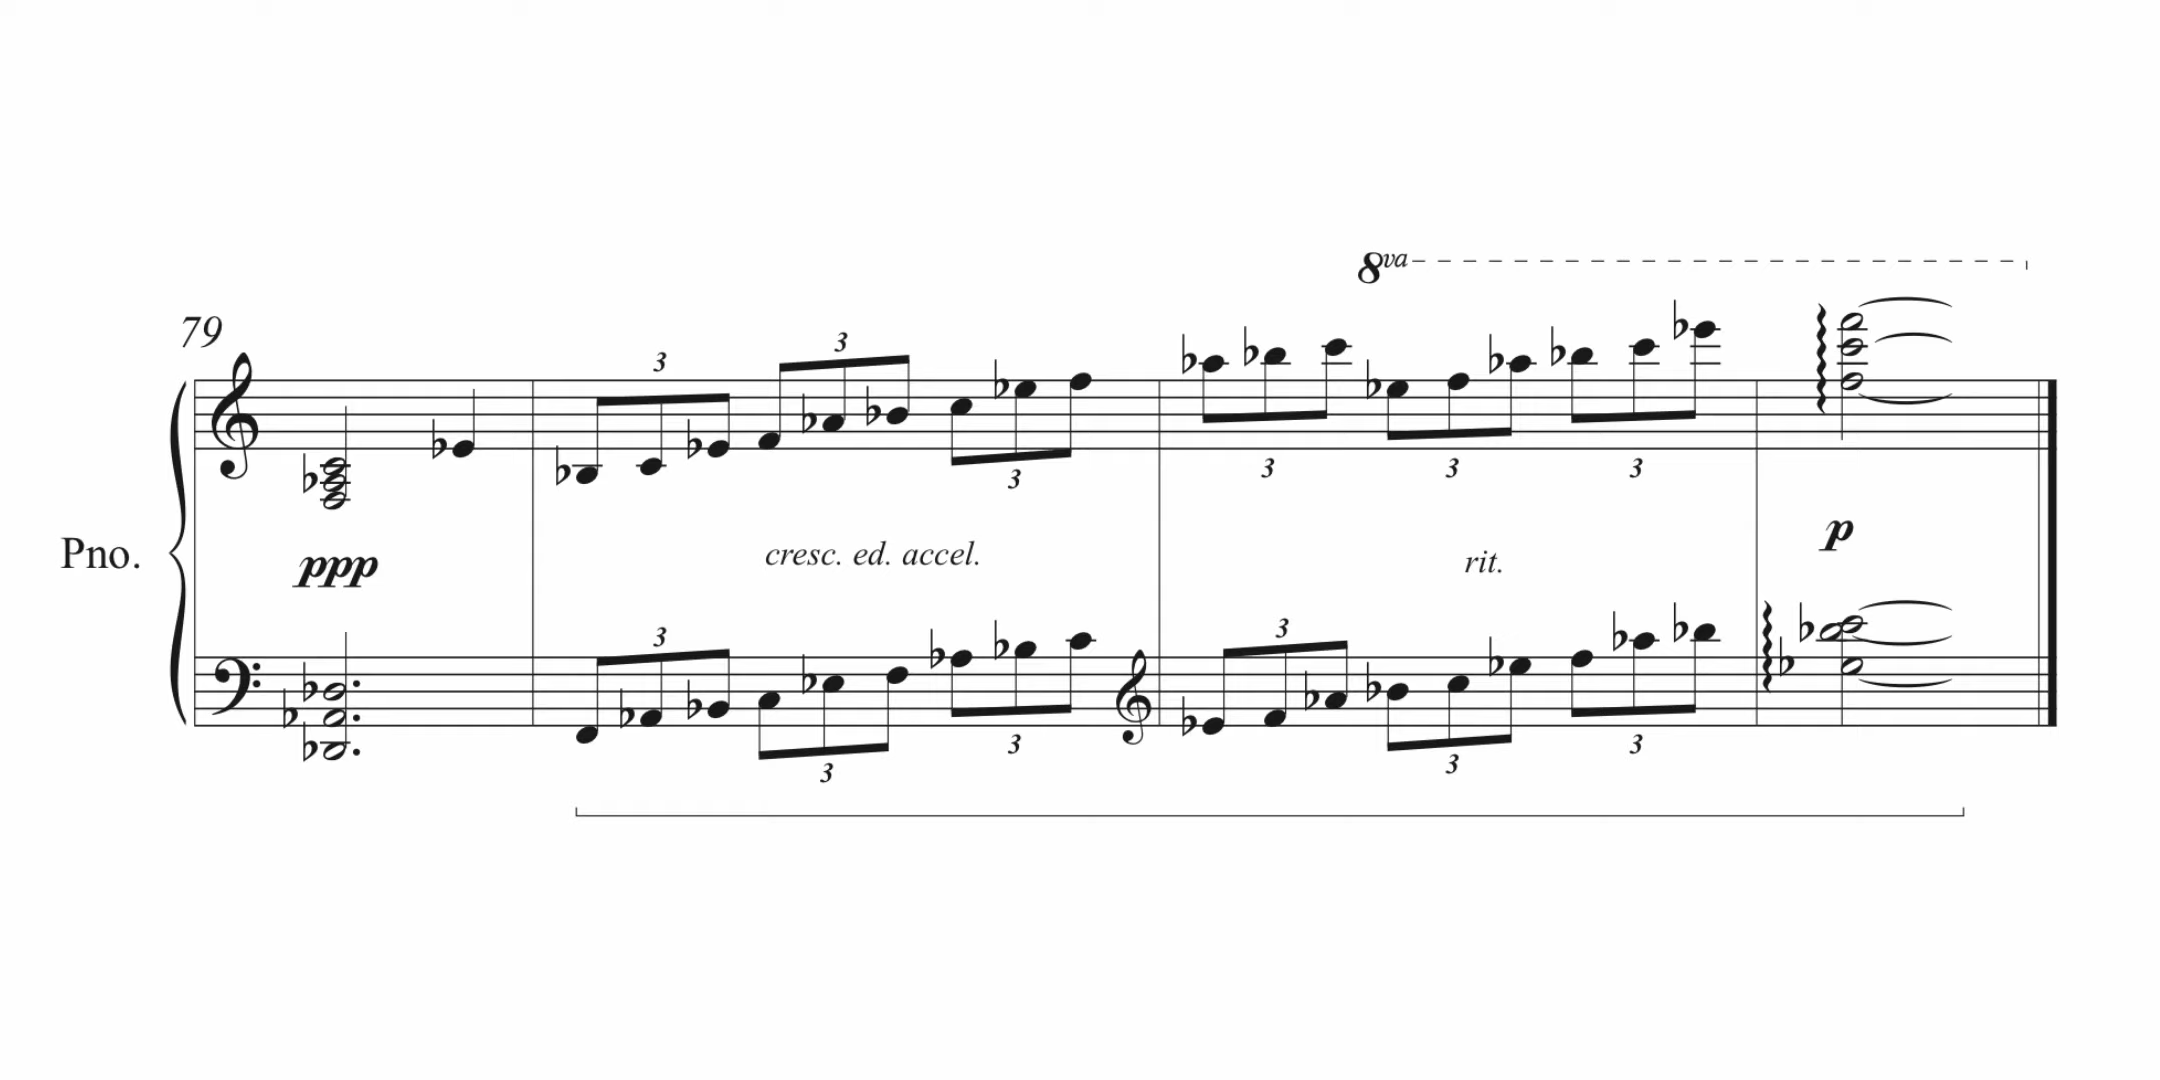 8va
79
3 3
3 3 3 3
Pno.
ppp cresc. ed. accel. rit. p
3 3
3 3 3 3